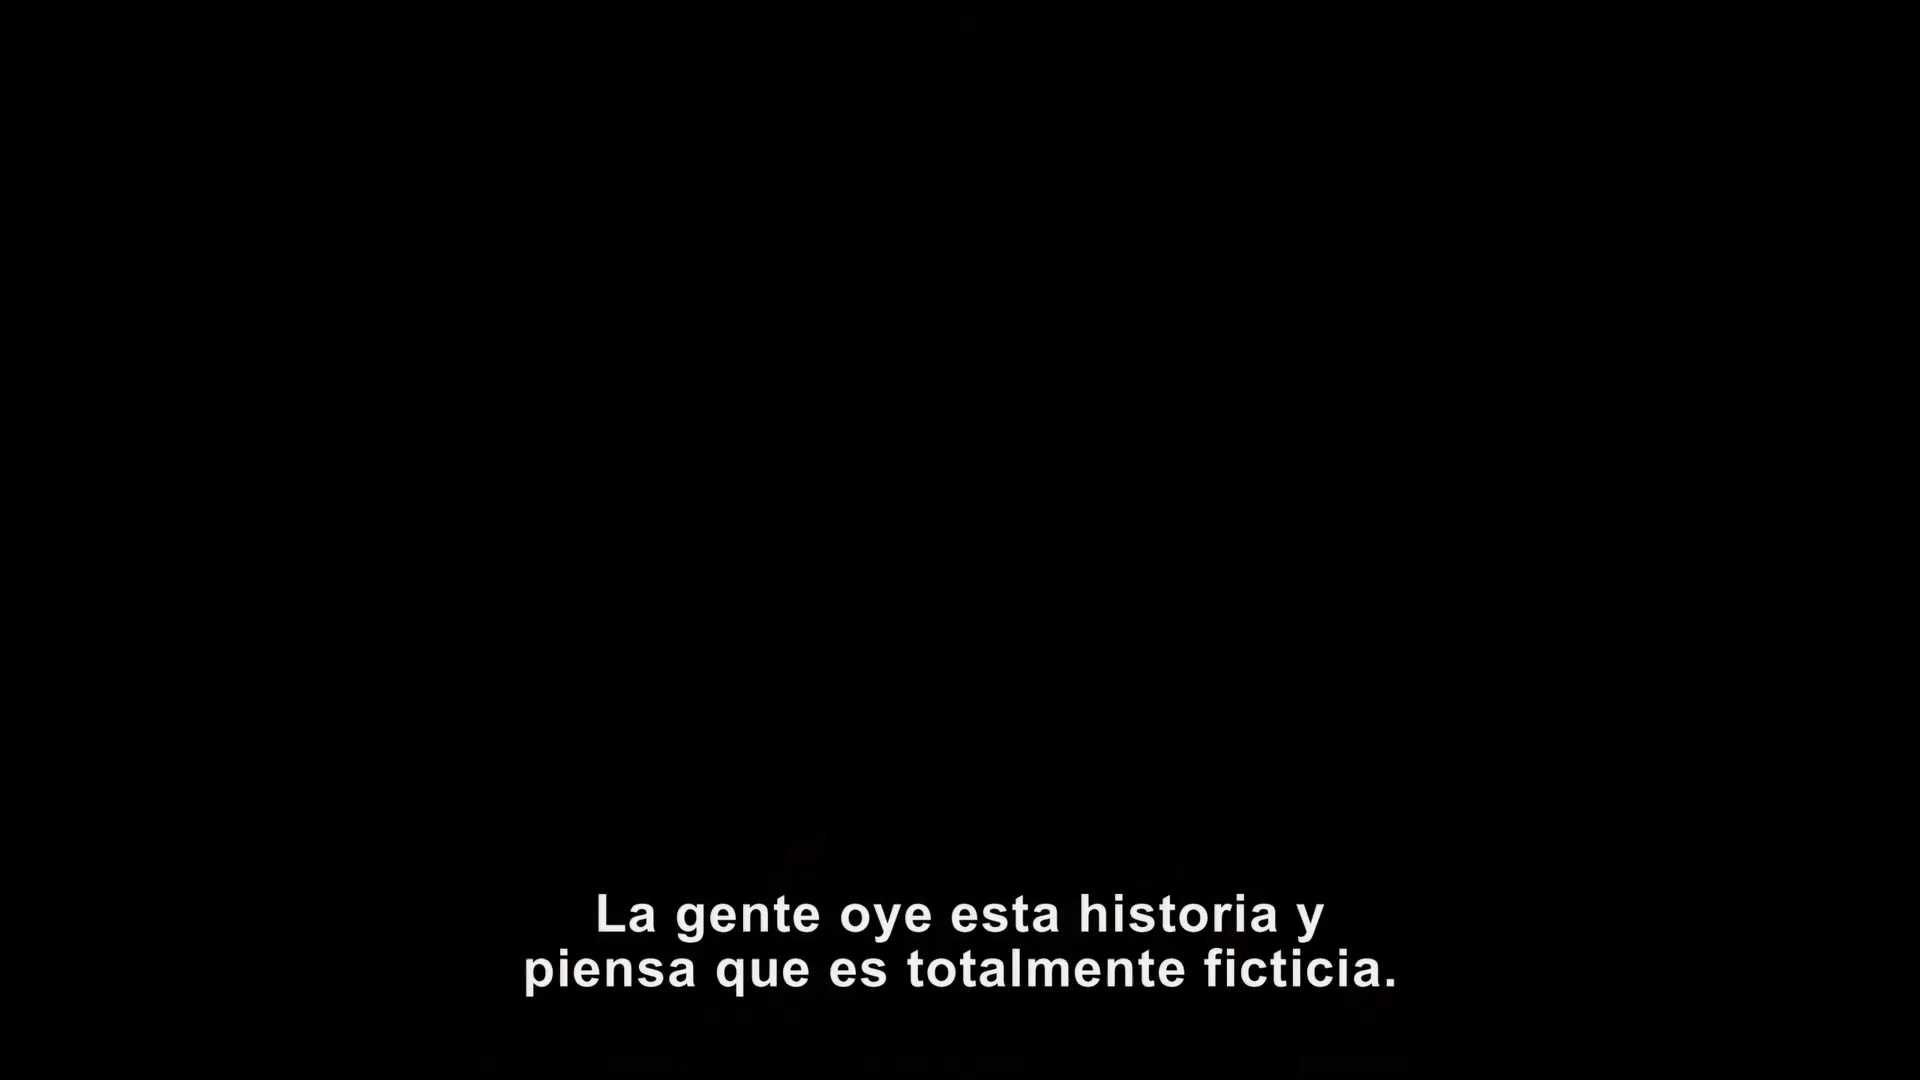 La gente oye esta historia y
piensa que es totalmente ficticia.